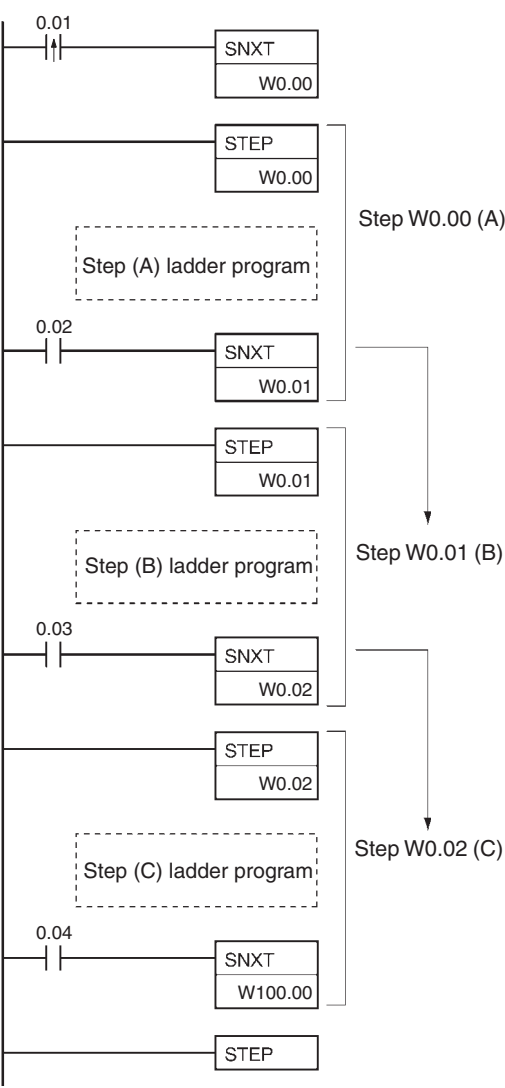 0.01
SNXT
W0.00
STEP
W0.00
Step W0.00 (A)
Step (A) ladder program
0.02
SNXT
W0.01
STEP
W0.01
Step W0.01 (B)
Step (B) ladder program
0.03
SNXT
W0.02
STEP
W0.02
Step W0.02 (C)
Step (C) ladder program
0.04
SNXT
W100.00
STEP